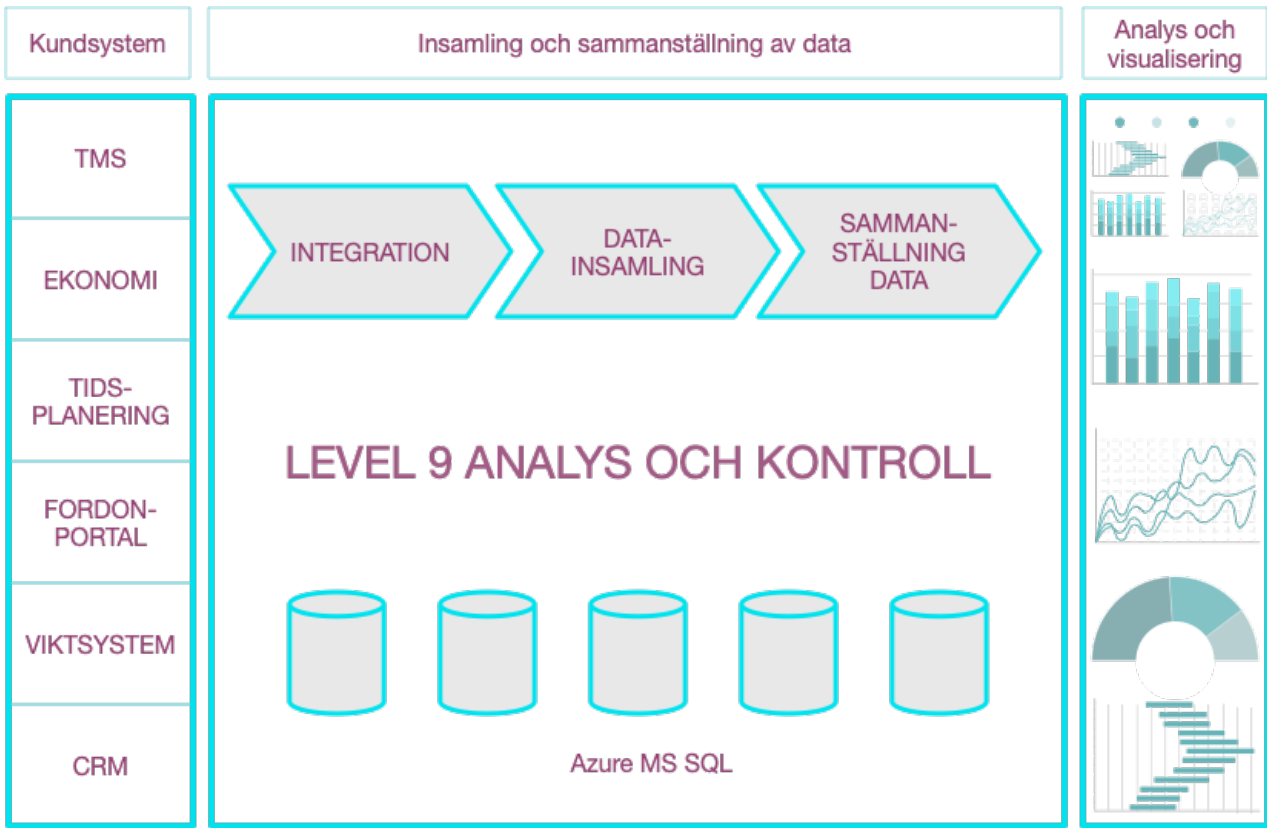 Kundsystem
Insamling och sammanställning av data
Analys och
visualisering
TMS
EKONOMI
TIDS-
PLANERING
FORDON-
PORTAL
VIKTSYSTEM
CRM
INTEGRATION
DATA-
INSAMLING
SAMMAN-
STÄLLNING
DATA
LEVEL 9 ANALYS OCH KONTROLL
Azure MS SQL